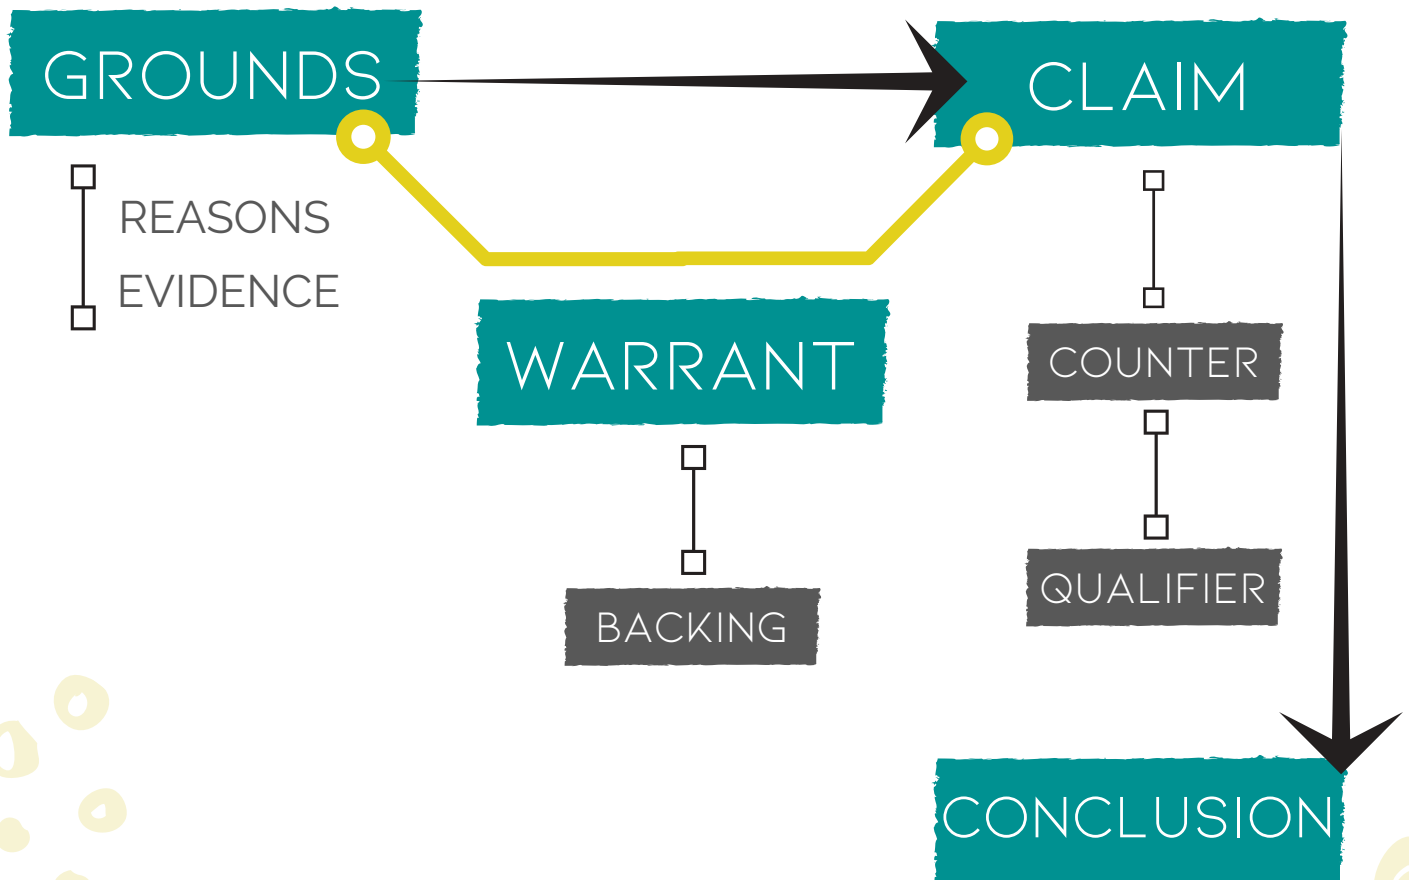 GROUNDS
CLAIM
REASONS
EVIDENCE
WARRANT
COUNTER
QUALIFIER
BACKING
CONCLUSION